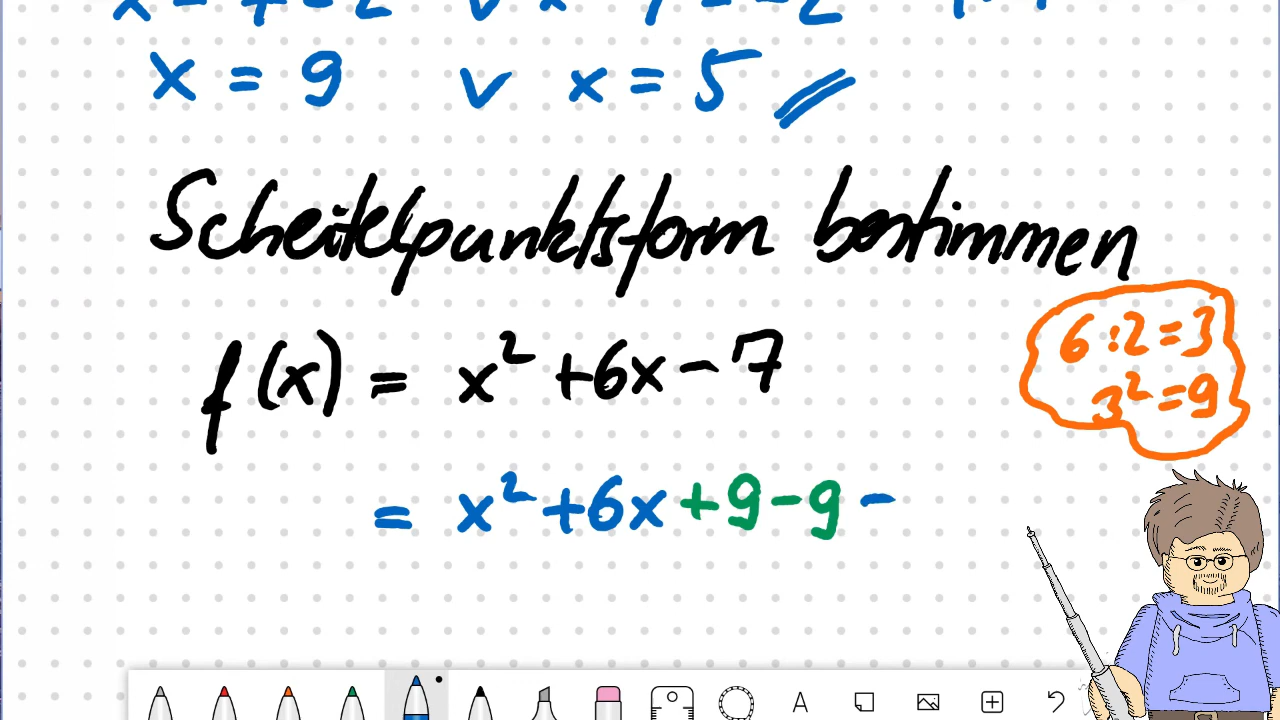 x = 9 v x = 5
Scheitelpunktsform bestimmen
f(x) = x² +6x - 7
6 : 2 = 3
3² = 9
= x² +6x +9 - 9 -
A